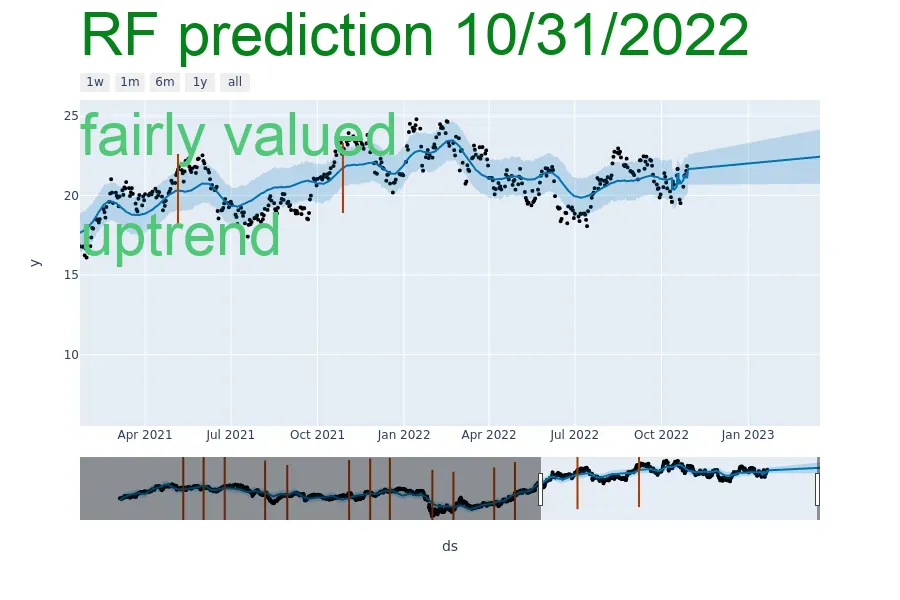 RF prediction 10/31/2022
1w 1m 6m 1y all
25
fairly valued
20
uptrend
y
15
10
Apr 2021 Jul 2021 Oct 2021 Jan 2022 Apr 2022 Jul 2022 Oct 2022 Jan 2023
ds